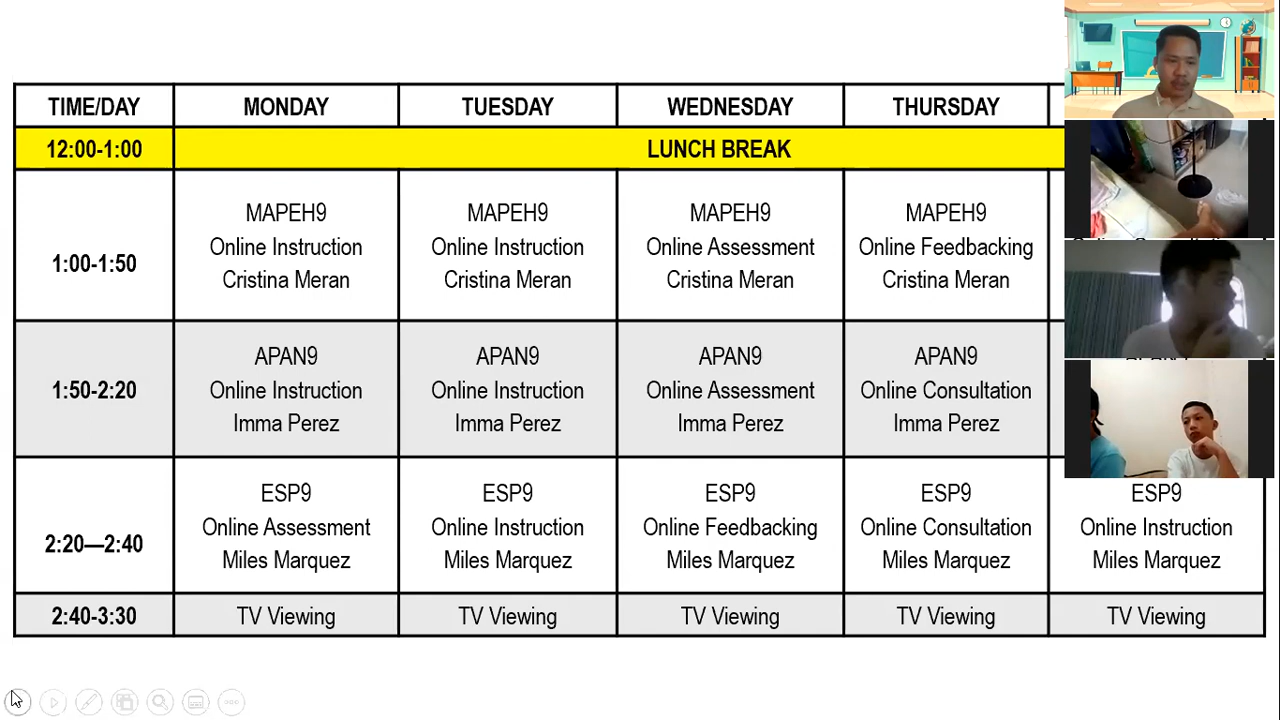 TIME/DAY MONDAY TUESDAY WEDNESDAY THURSDAY
12:00-1:00 LUNCH BREAK
MAPEH9 MAPEH9 MAPEH9 MAPEH9
1:00-1:50 Online Instruction Online Instruction Online Assessment Online Feedbacking
Cristina Meran Cristina Meran Cristina Meran Cristina Meran
APAN9 APAN9 APAN9 APAN9
1:50-2:20 Online Instruction Online Instruction Online Assessment Online Consultation
Imma Perez Imma Perez Imma Perez Imma Perez
ESP9 ESP9 ESP9 ESP9 ESP9
2:20—2:40 Online Assessment Online Instruction Online Feedbacking Online Consultation Online Instruction
Miles Marquez Miles Marquez Miles Marquez Miles Marquez Miles Marquez
2:40-3:30 TV Viewing TV Viewing TV Viewing TV Viewing TV Viewing